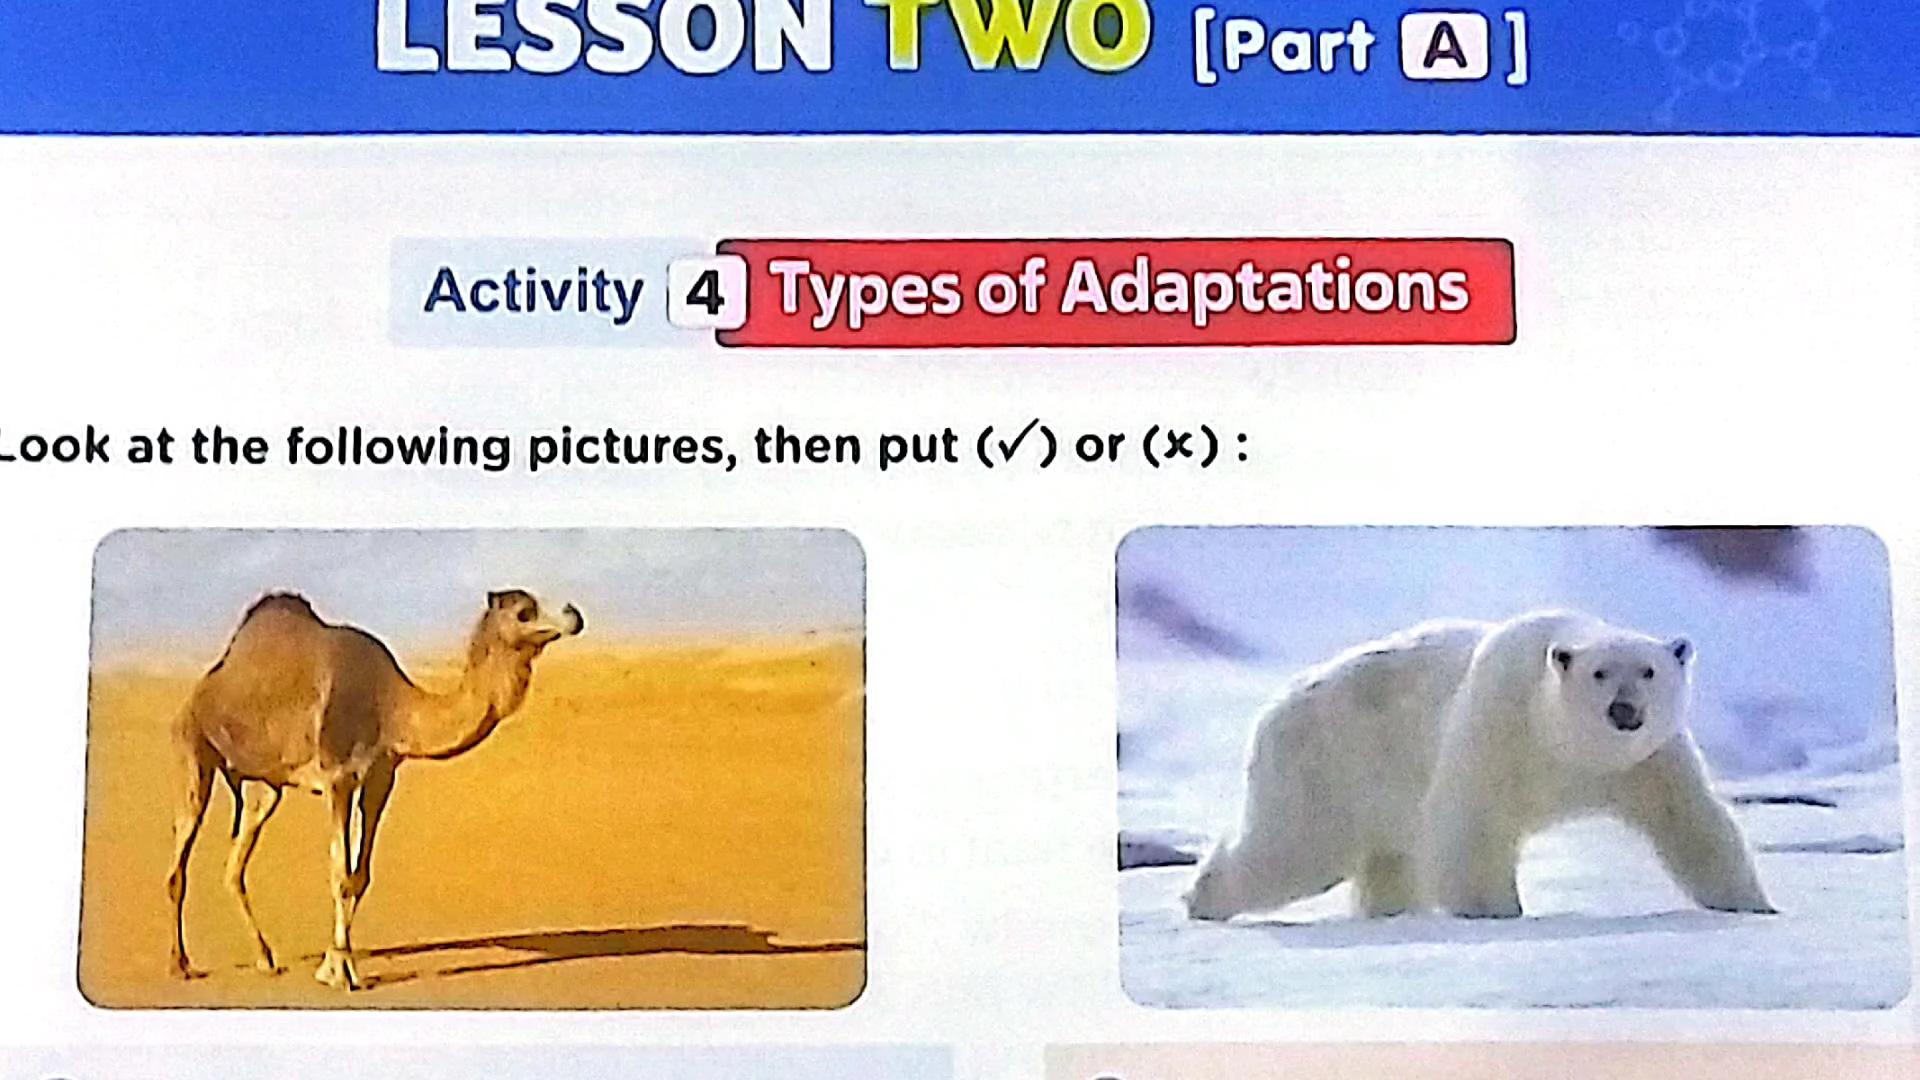 LESSON TWO [Part A]
Activity 4 Types of Adaptations
Look at the following pictures, then put (✓) or (x) :